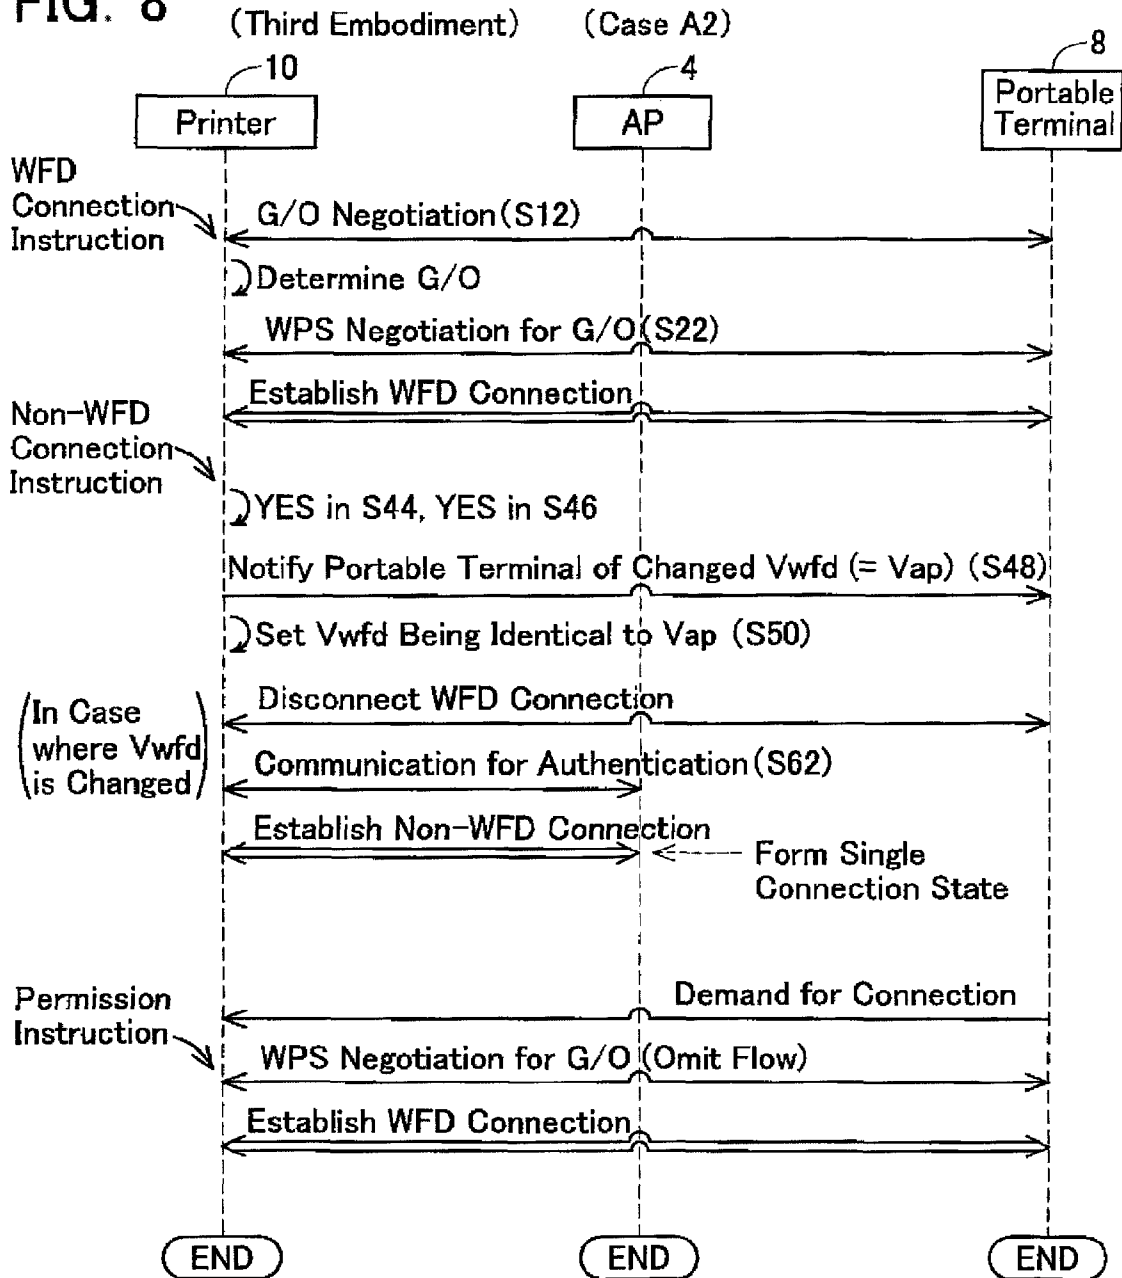 FIG. 8
(Third Embodiment) (Case A2)
10
4
8
Printer
AP
Portable
Terminal
WFD
Connection
Instruction
G/O Negotiation(S12)
Determine G/O
WPS Negotiation for G/O(S22)
Establish WFD Connection
Non-WFD
Connection
Instruction
YES in S44, YES in S46
Notify Portable Terminal of Changed Vwfd (= Vap) (S48)
Set Vwfd Being Identical to Vap (S50)
Disconnect WFD Connection
(In Case
where Vwfd
is Changed)
Communication for Authentication(S62)
Establish Non-WFD Connection
Form Single
Connection State
Demand for Connection
Permission
Instruction
WPS Negotiation for G/O (Omit Flow)
Establish WFD Connection
END
END
END